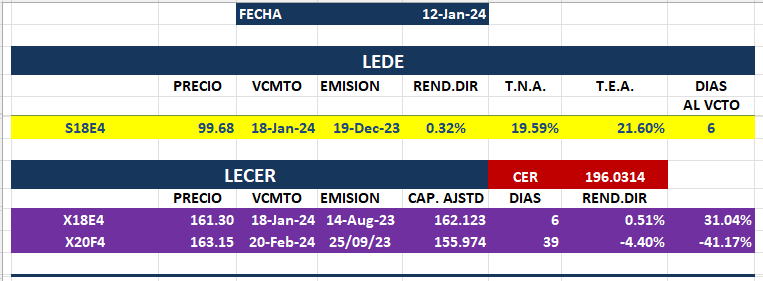 FECHA 12-Jan-24
LEDE
PRECIO VCMTO EMISION REND.DIR T.N.A. T.E.A. DIAS AL VCTO
S18E4 99.68 18-Jan-24 19-Dec-23 0.32% 19.59% 21.60% 6
LECER CER 196.0314
PRECIO VCMTO EMISION CAP. AJSTD DIAS REND.DIR
X18E4 161.30 18-Jan-24 14-Aug-23 162.123 6 0.51% 31.04%
X20F4 163.15 20-Feb-24 25/09/23 155.974 39 -4.40% -41.17%